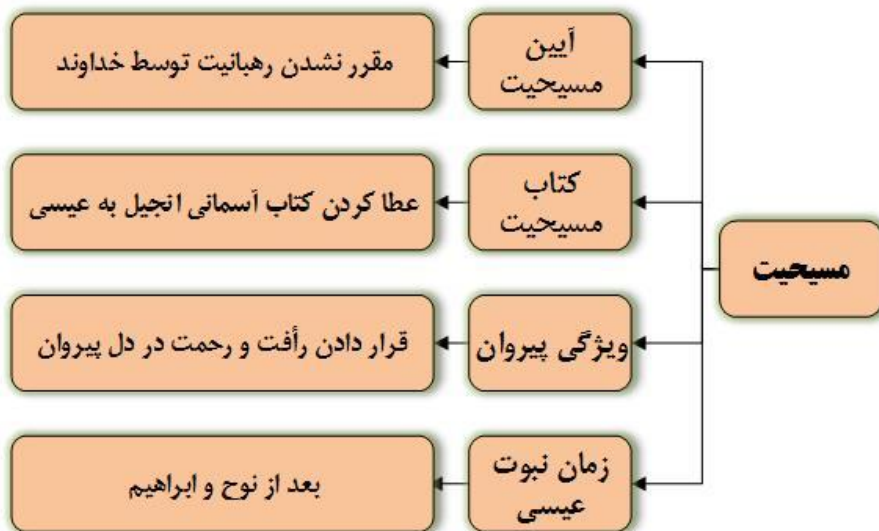 مسیحیت
آیین
مسیحیت
مقرر نشدن رهبانیت توسط خداوند
کتاب
مسیحیت
عطا کردن کتاب آسمانی انجیل به عیسی
ویژگی پیروان
قرار دادن رأفت و رحمت در دل پیروان
زمان نبوت
عیسی
بعد از نوح و ابراهیم